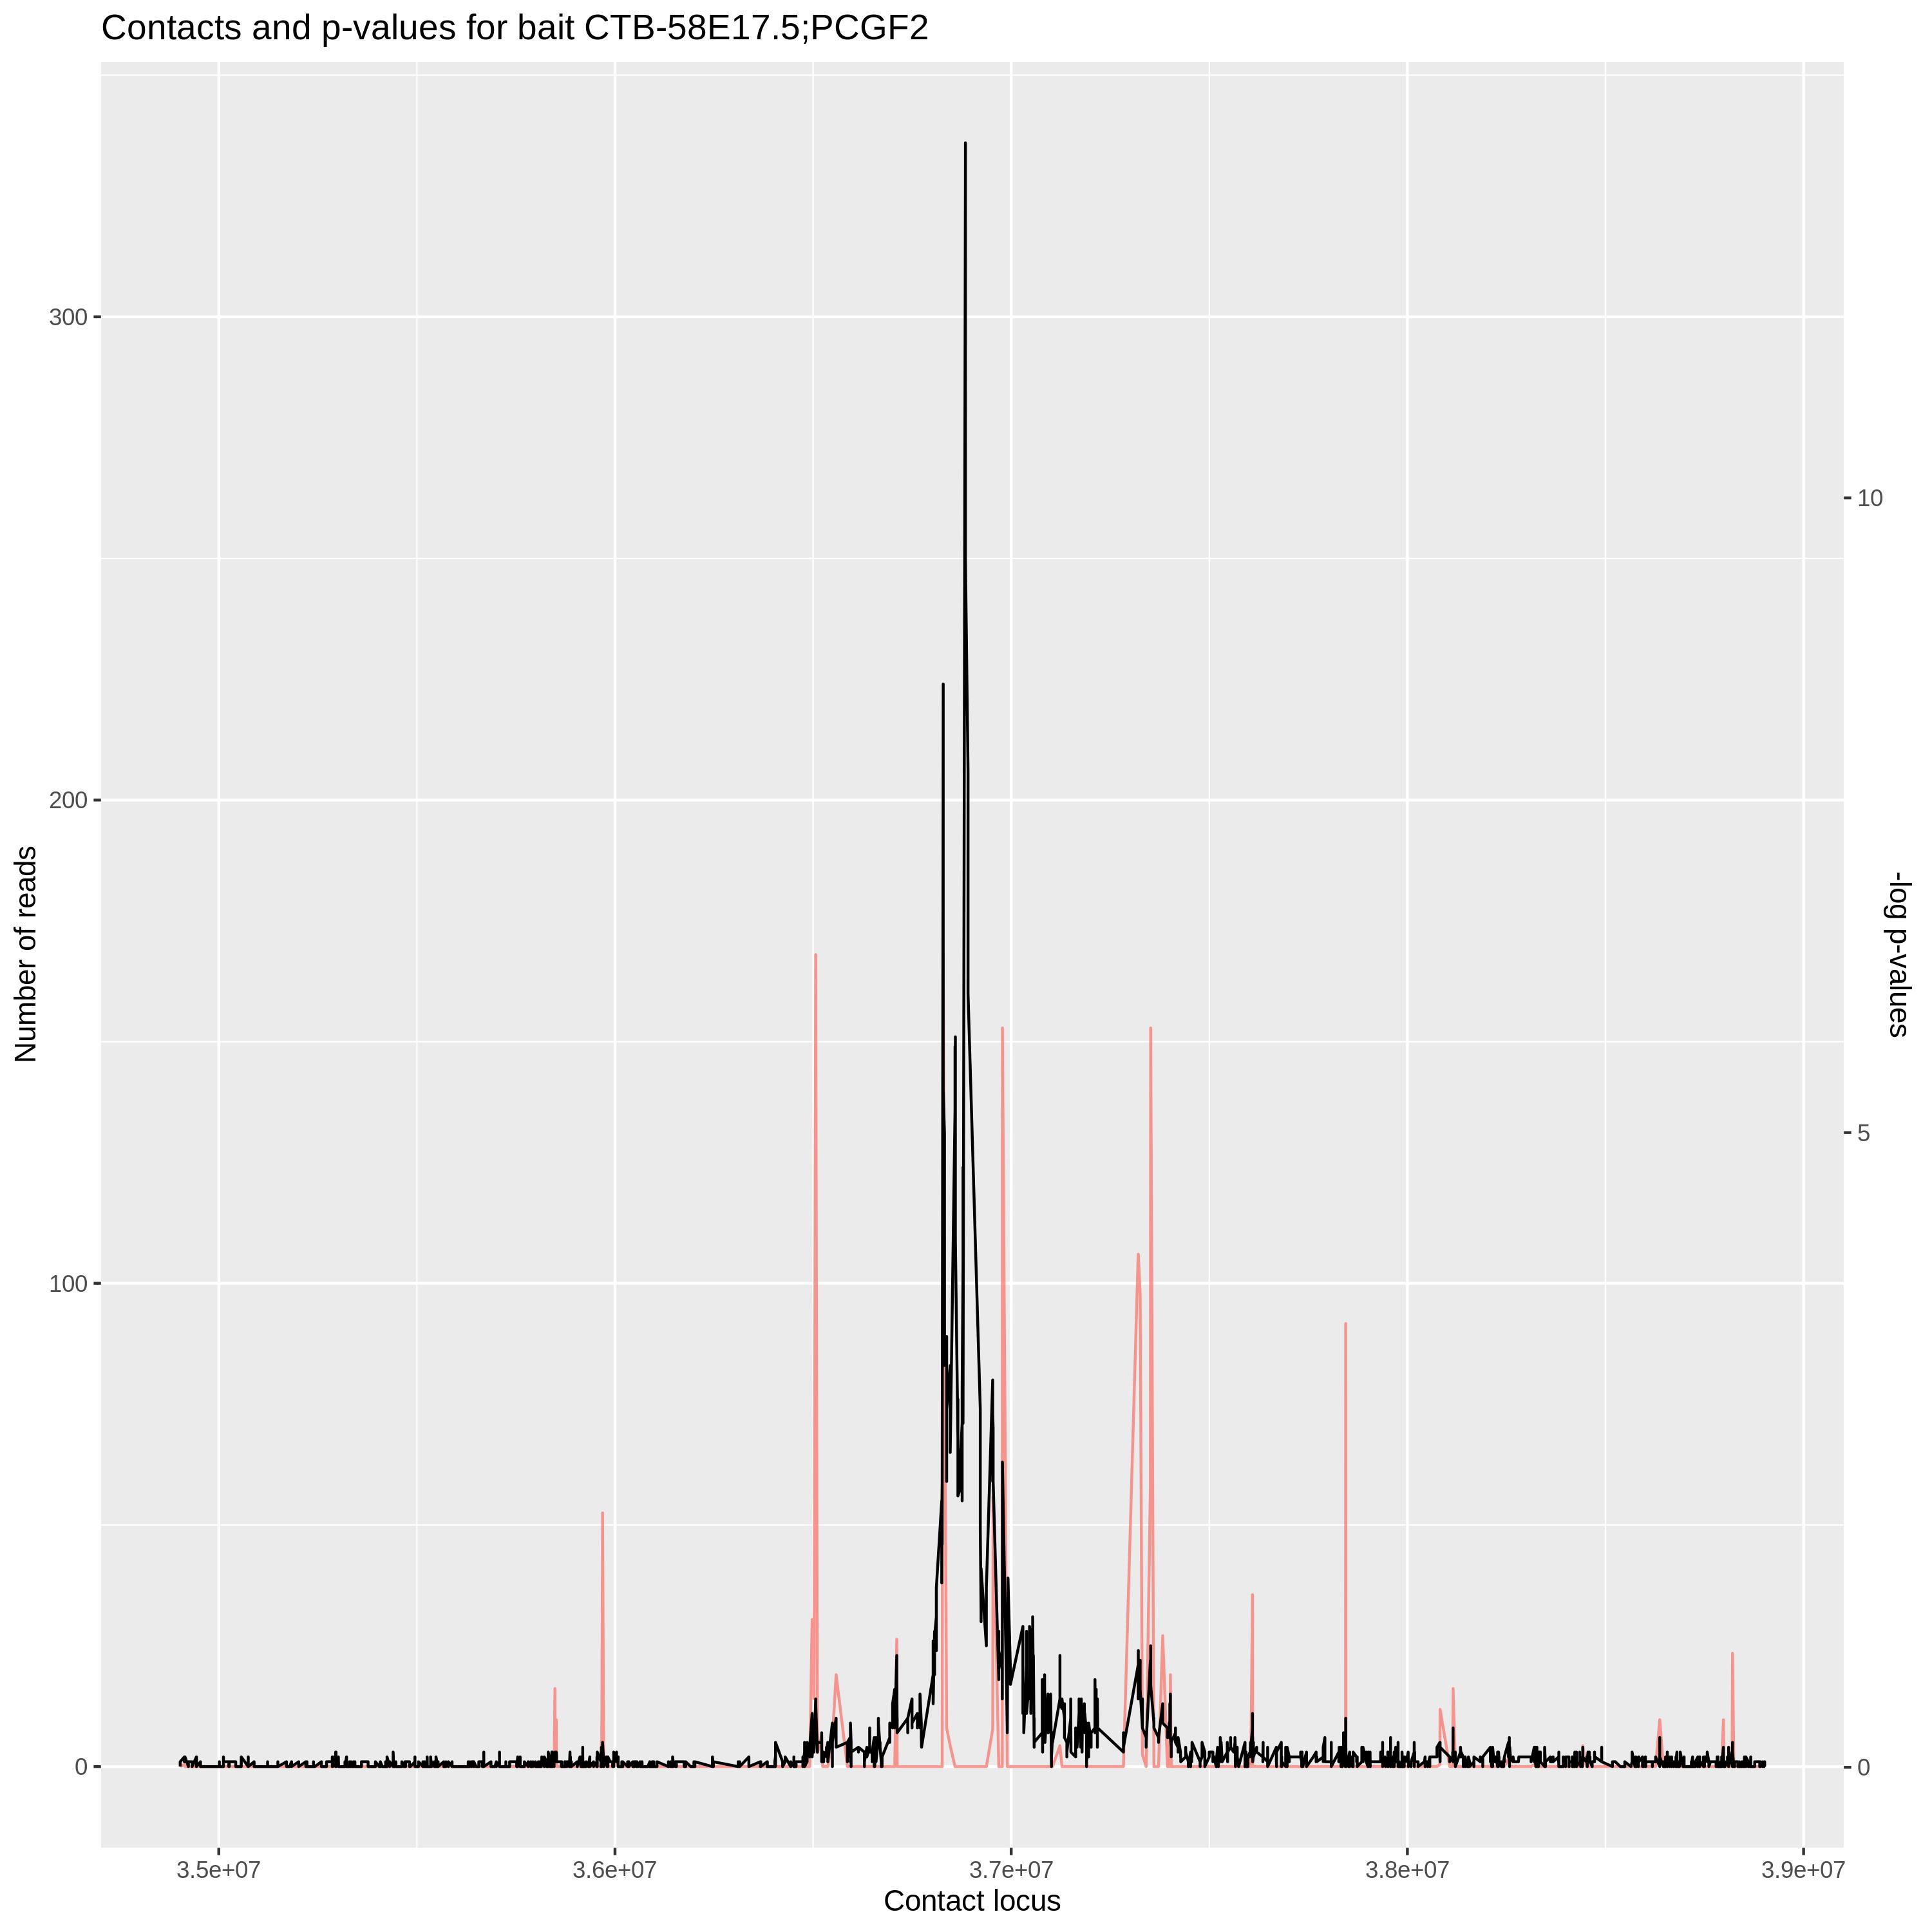 Contacts and p-values for bait CTB-58E17.5;PCGF2
Number of reads
300
200
100
0
10
5
0
-log p-values
3.5e+07 3.6e+07 3.7e+07 3.8e+07 3.9e+07
Contact locus